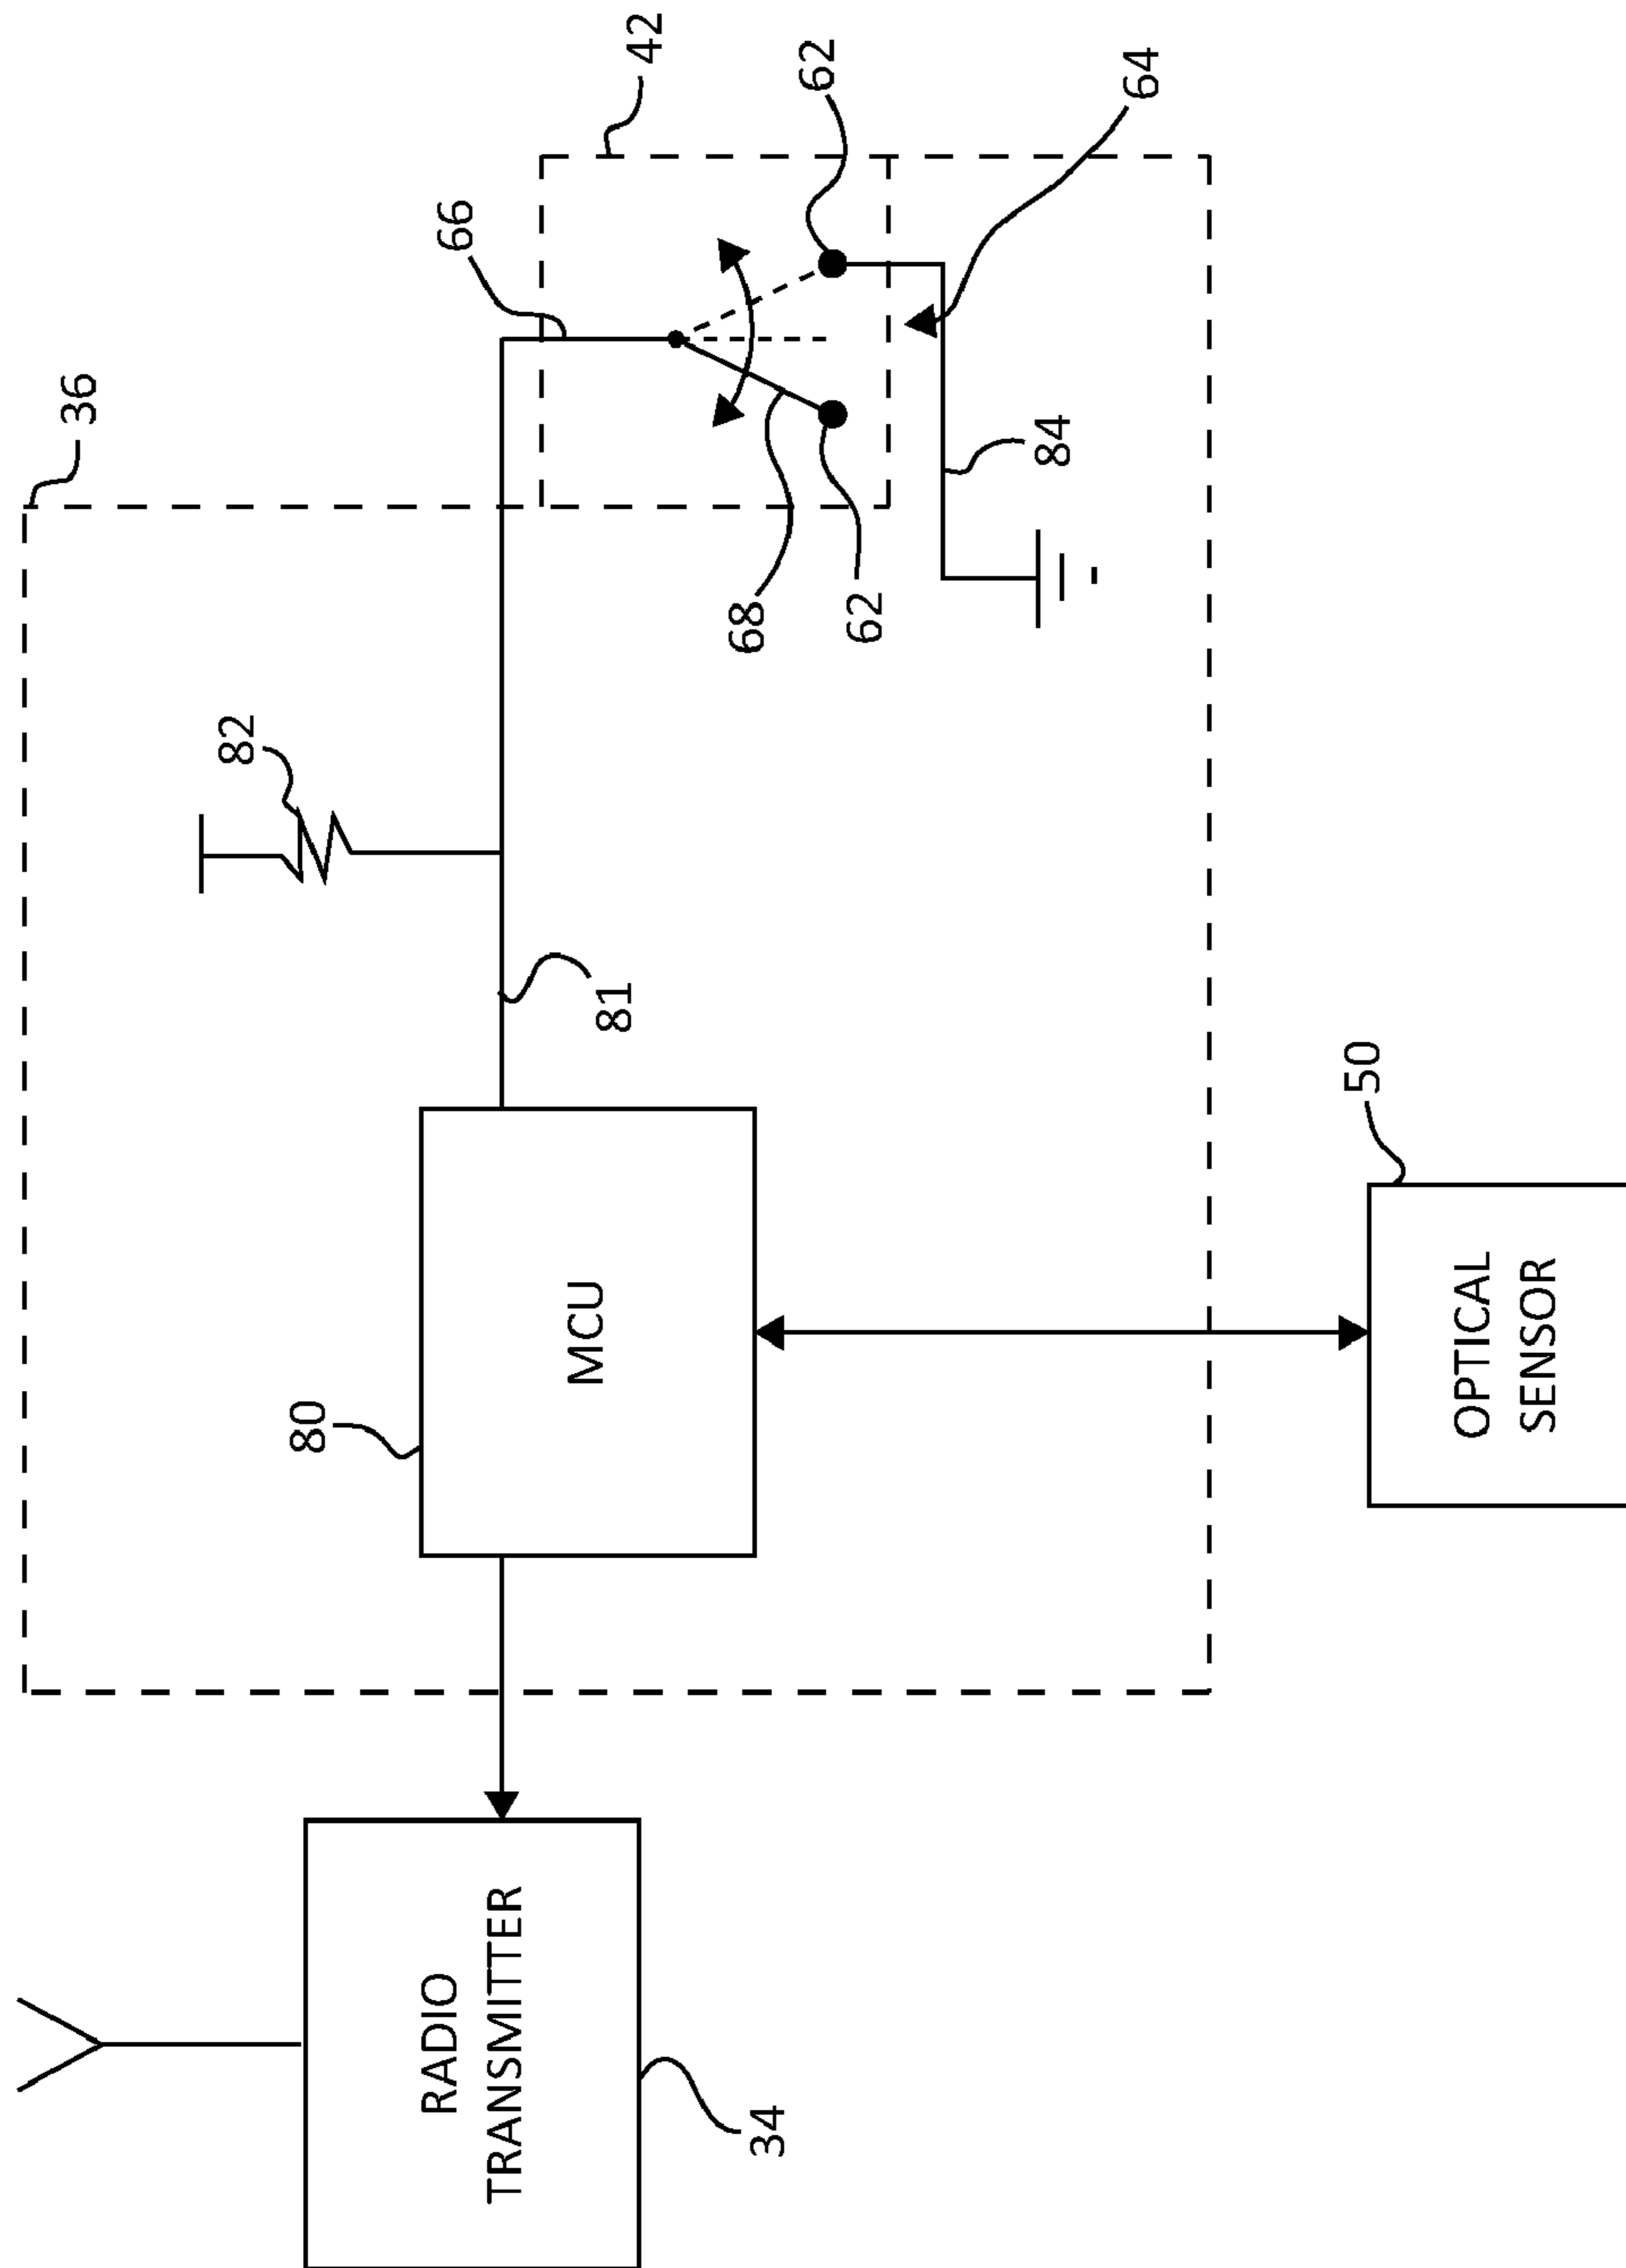 36
42
66
62
64
82
68
62
84
81
80
MCU
50
OPTICAL
SENSOR
RADIO
TRANSMITTER
34